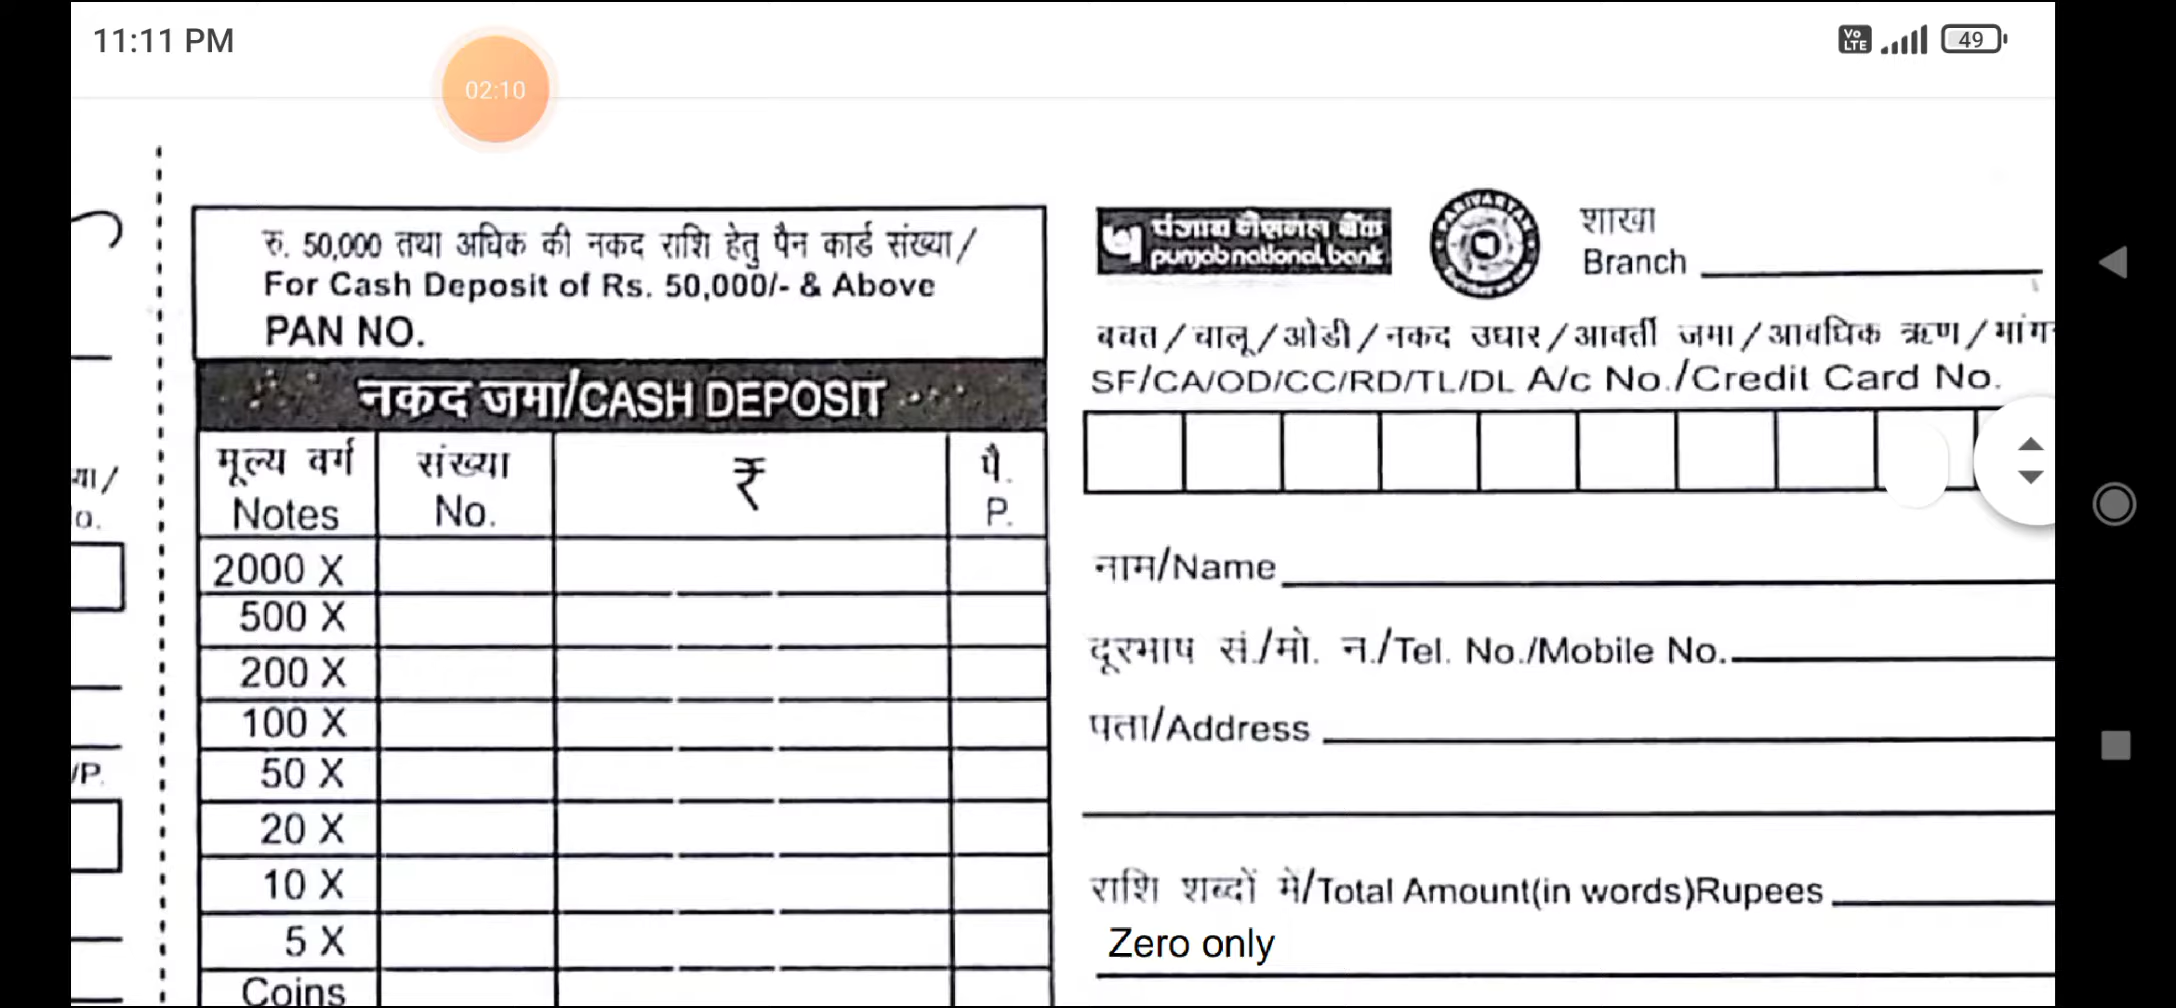 11:11 PM
Vo LTE
49
02:10
रु. 50,000 तथा अधिक की नकद राशि हेतु पैन कार्ड संख्या /
For Cash Deposit of Rs. 50,000/- & Above
PAN NO.
नकद जमा/CASH DEPOSIT
मूल्य वर्ग संख्या ₹ पै.
Notes No. P.
2000 X
500 X
200 X
100 X
50 X
20 X
10 X
5 X
Coins
/
o.
/P.
पंजाब नैशनल बैंक
punjab national bank
PARIVARTAN
शाखा
Branch
बचत / चालू / ओडी / नकद उधार / आवर्ती जमा / आवधिक ऋण / मांग
SF/CA/OD/CC/RD/TL/DL A/c No./Credit Card No.
नाम/Name
दूरभाष सं./मो. न./Tel. No./Mobile No.
पता/Address
राशि शब्दों में/Total Amount(in words)Rupees
Zero only